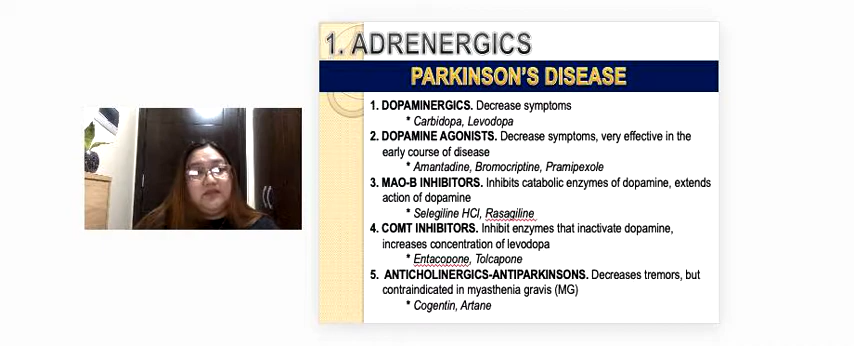 1. ADRENERGICS
PARKINSON'S DISEASE
1. DOPAMINERGICS. Decrease symptoms
* Carbidopa, Levodopa
2. DOPAMINE AGONISTS. Decrease symptoms, very effective in the
early course of disease
* Amantadine, Bromocriptine, Pramipexole
3. MAO-B INHIBITORS. Inhibits catabolic enzymes of dopamine, extends
action of dopamine
* Selegiline HCl, Rasagiline
4. COMT INHIBITORS. Inhibit enzymes that inactivate dopamine,
increases concentration of levodopa
* Entacopone, Tolcapone
5. ANTICHOLINERGICS-ANTIPARKINSONS. Decreases tremors, but
contraindicated in myasthenia gravis (MG)
* Cogentin, Artane